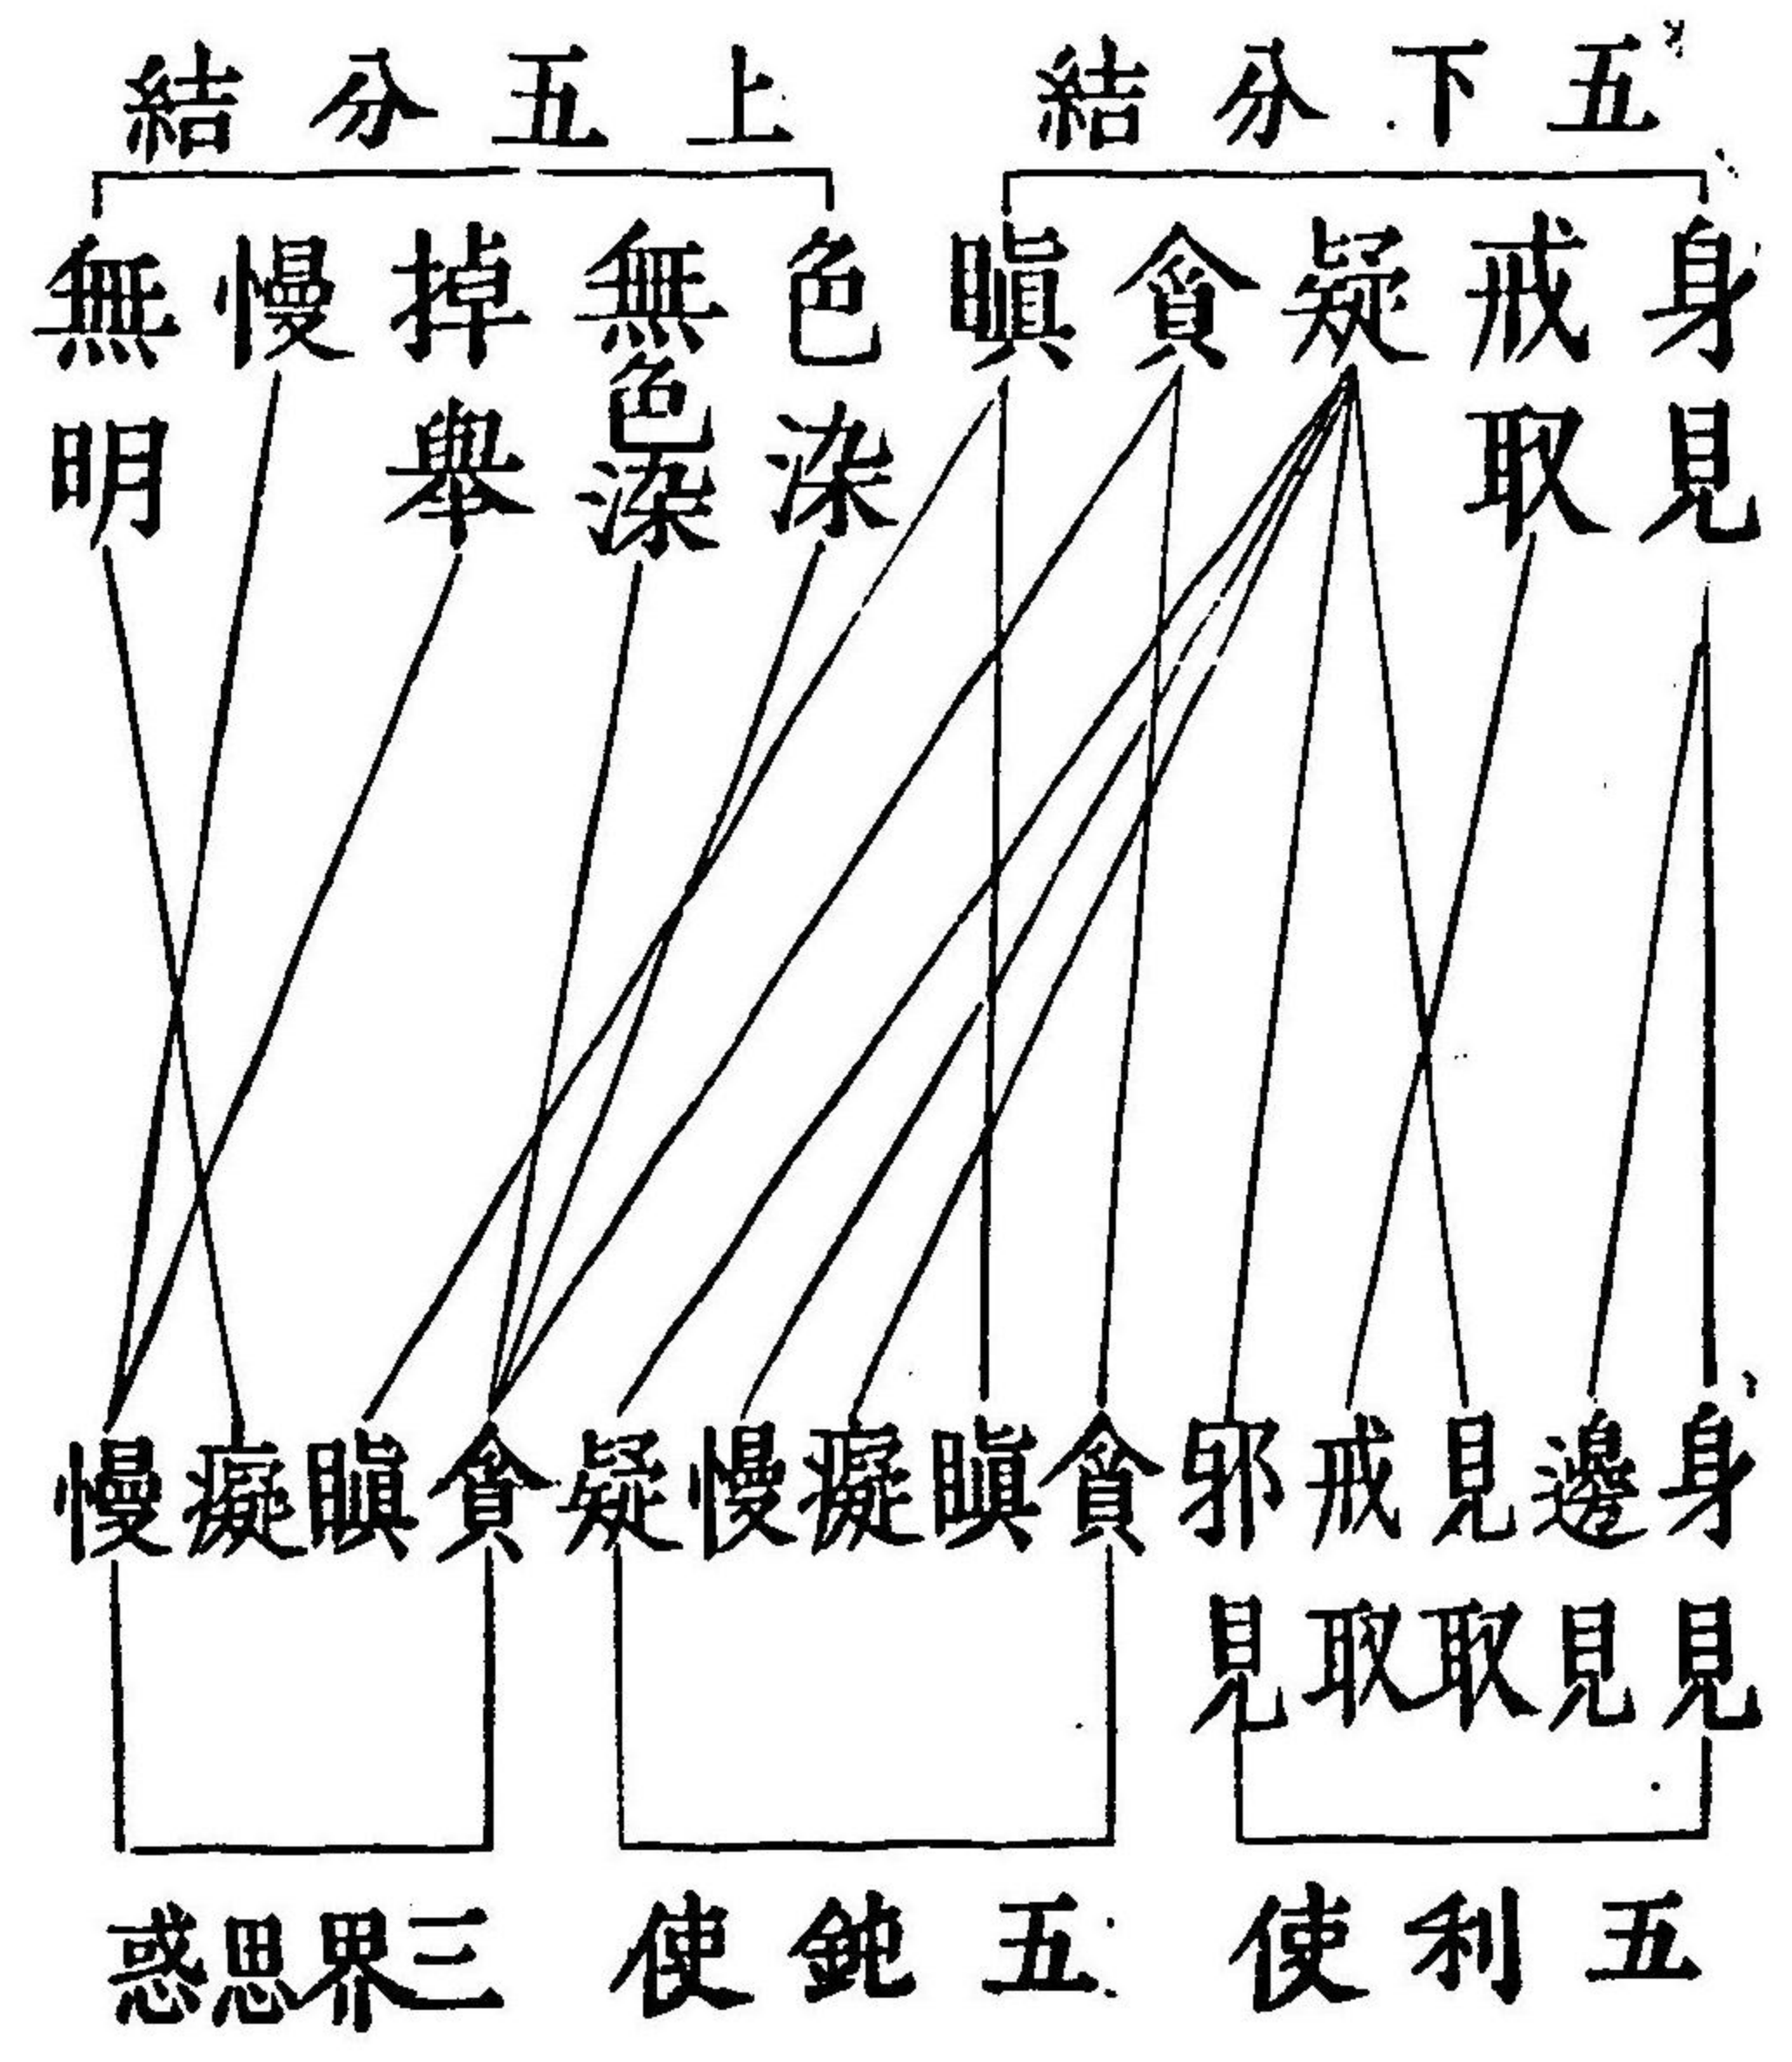 五下分結
上五分結
身見
戒取
疑
貪
瞋
色染
無色染
掉舉
慢
無明
身見
邊見
見取
戒取
邪見
貪
瞋
癡
慢
疑
貪
瞋
癡
慢
五利使
五鈍使
三界思惑